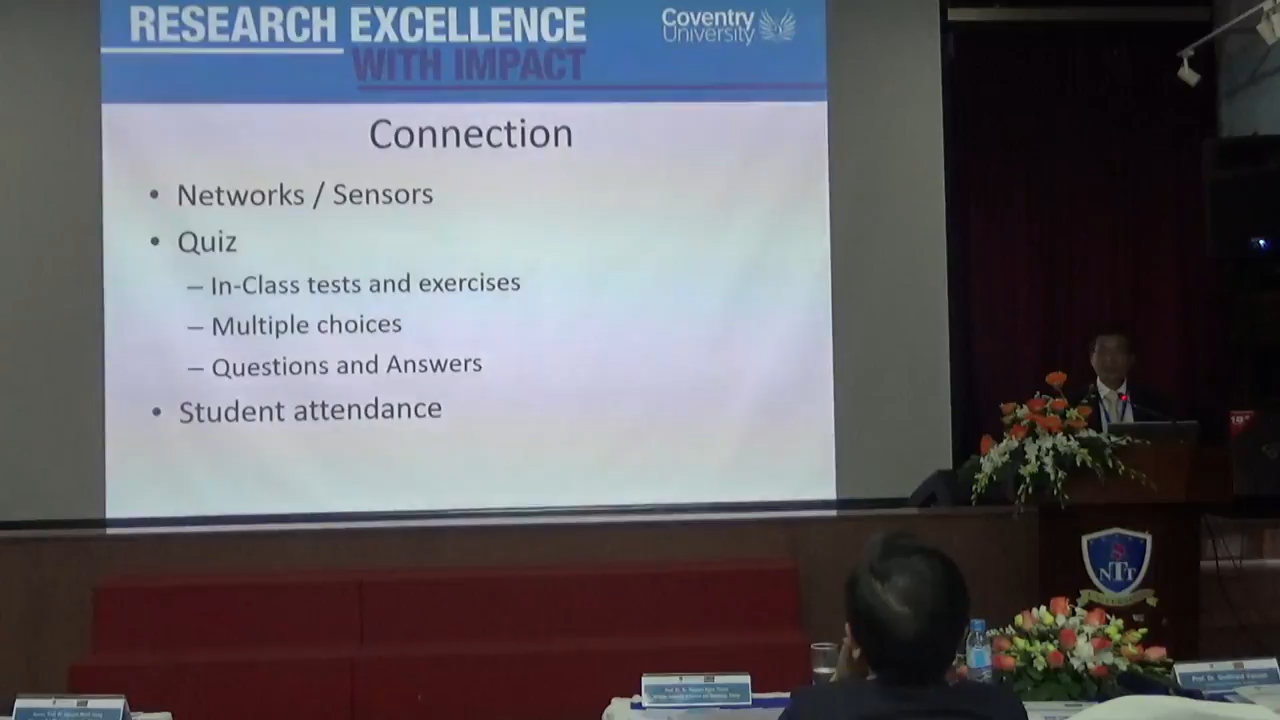 RESEARCH EXCELLENCE
WITH IMPACT
Coventry
University
Connection
• Networks / Sensors
• Quiz
– In-Class tests and exercises
– Multiple choices
– Questions and Answers
• Student attendance
NTT